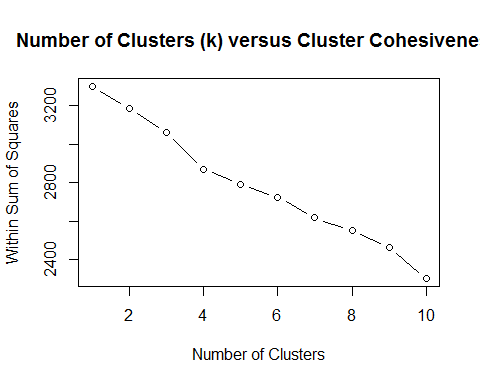 Number of Clusters (k) versus Cluster Cohesivene
Within Sum of Squares
3200
2800
2400
2 4 6 8 10
Number of Clusters